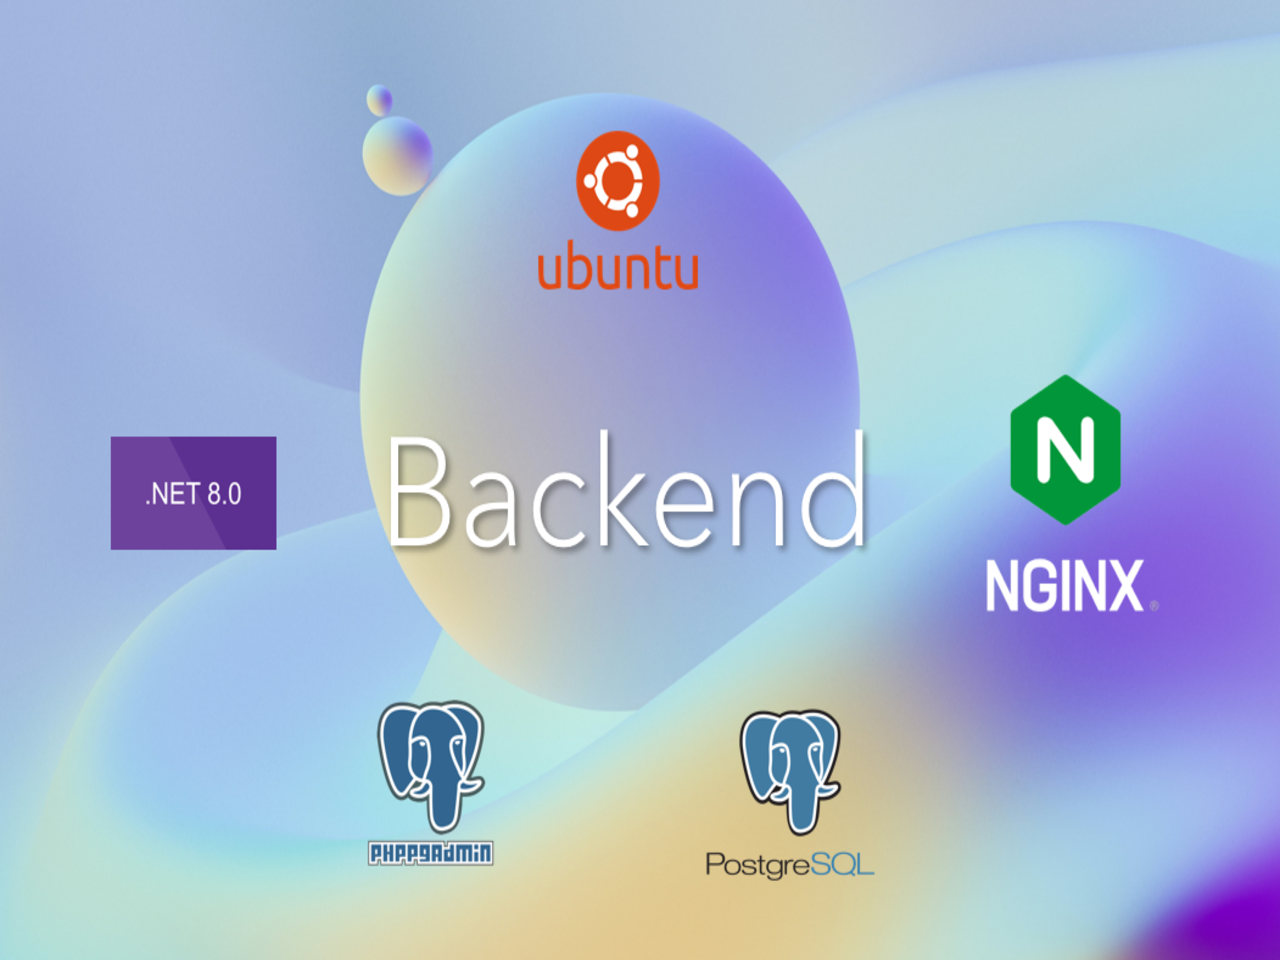 ubuntu
.NET 8.0
Backend
N
NGINX
®
phpPgAdmin
PostgreSQL